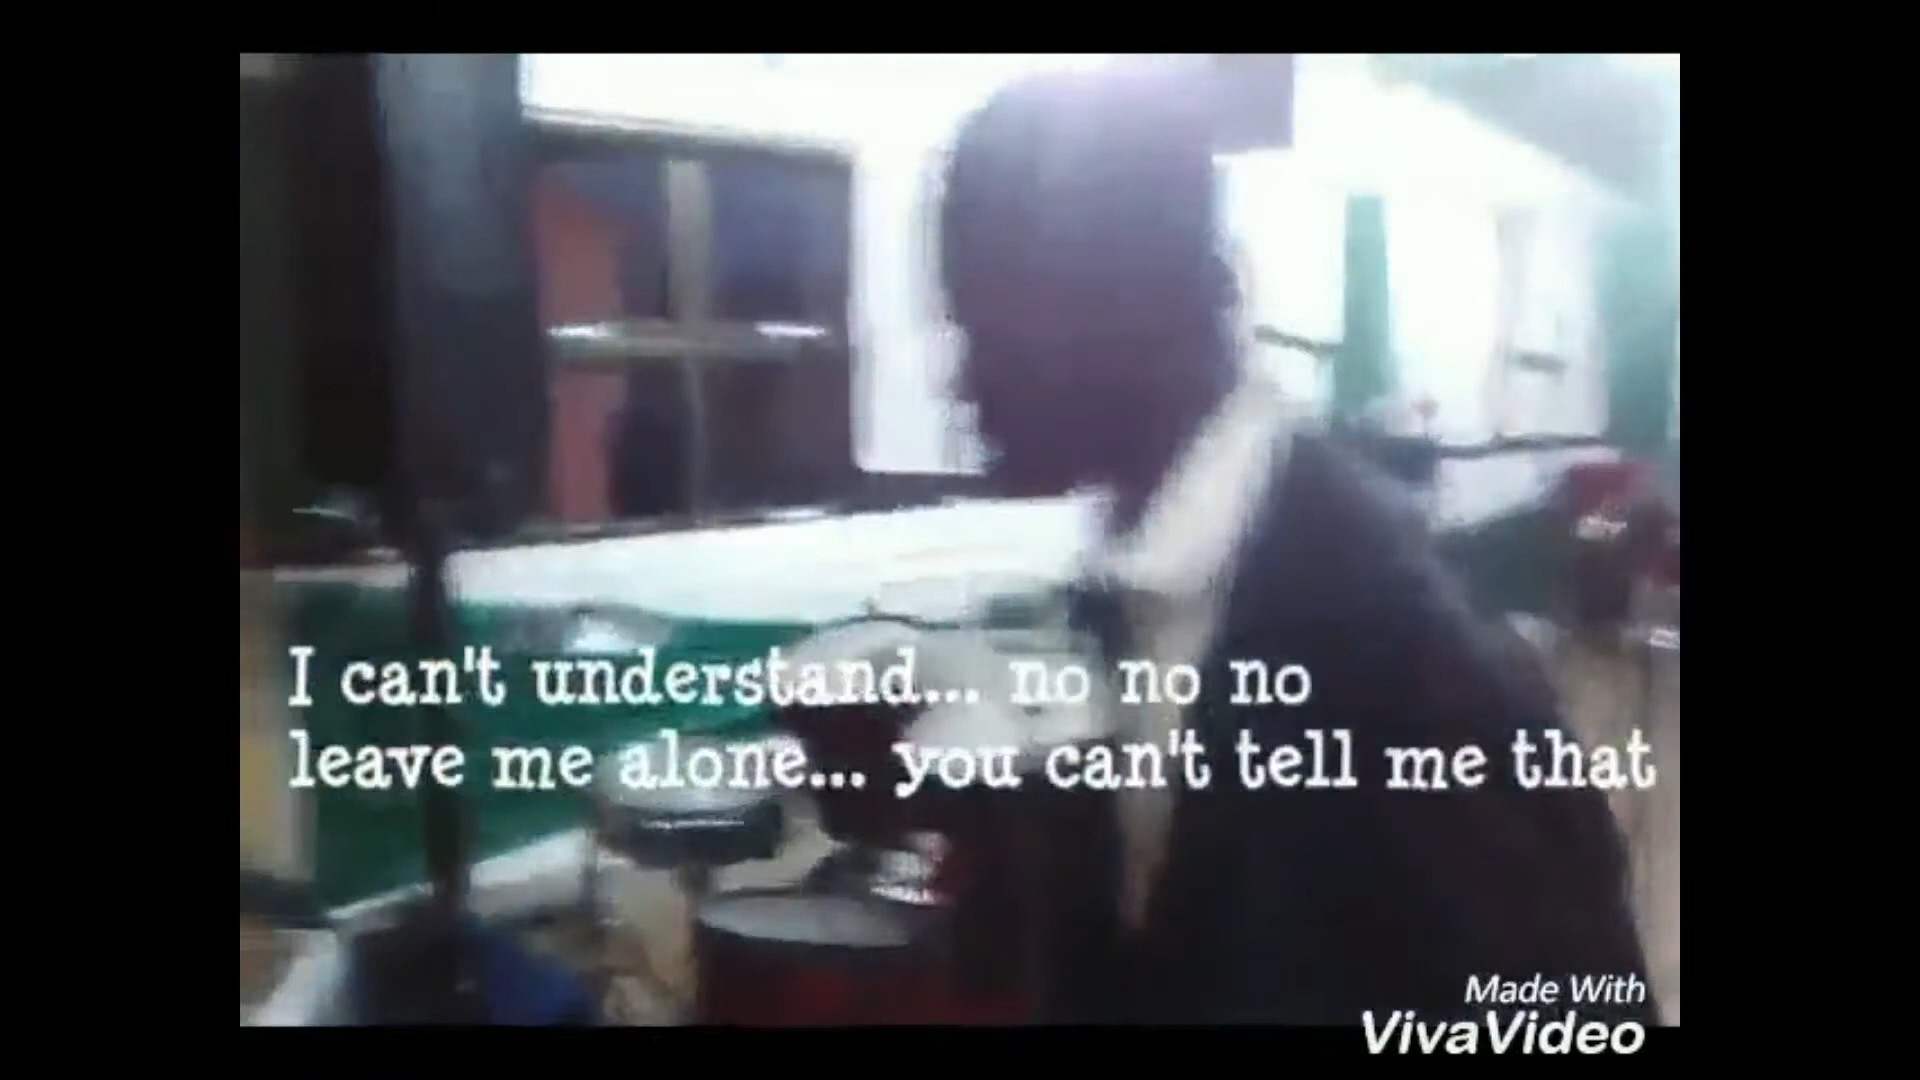 I can't understand... no no no
leave me alone... you can't tell me that
Made With
VivaVideo